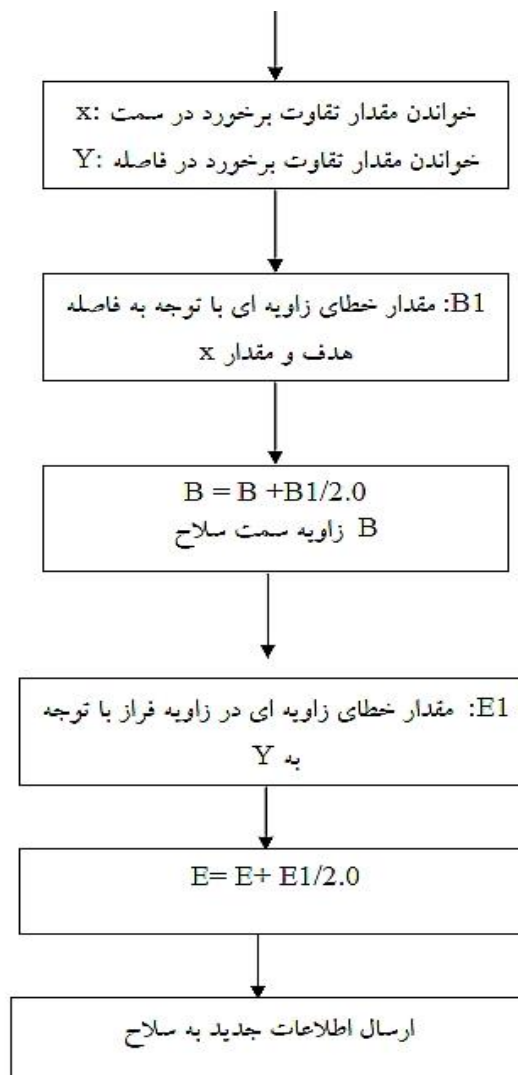 خواندن مقدار تفاوت برخورد در سمت :x
خواندن مقدار تفاوت برخورد در فاصله :Y
B1: مقدار خطای زاویه ای با توجه به فاصله
هدف و مقدار x
B = B +B1/2.0
B زاویه سمت سلاح
E1: مقدار خطای زاویه ای در زاویه فراز با توجه
به Y
E= E+ E1/2.0
ارسال اطلاعات جدید به سلاح